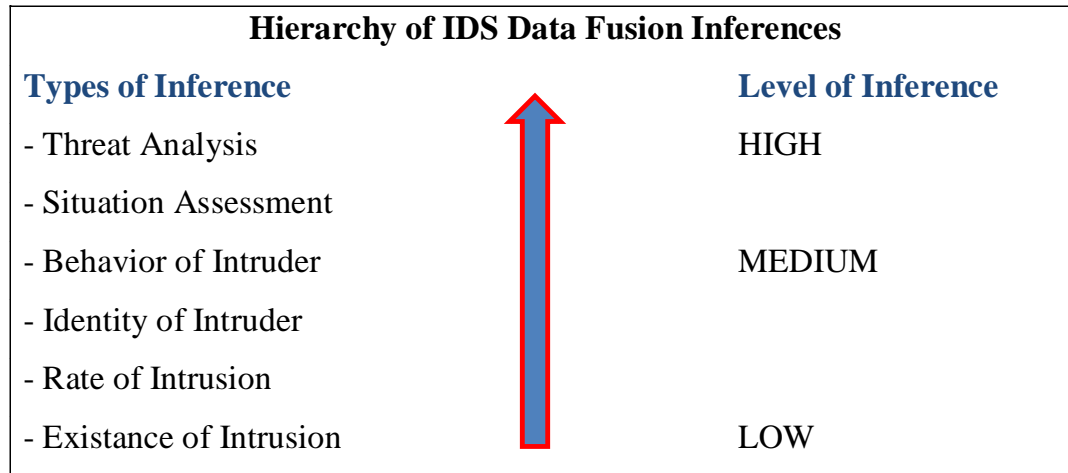 Hierarchy of IDS Data Fusion Inferences
Types of Inference Level of Inference
- Threat Analysis HIGH
- Situation Assessment
- Behavior of Intruder MEDIUM
- Identity of Intruder
- Rate of Intrusion
- Existance of Intrusion LOW